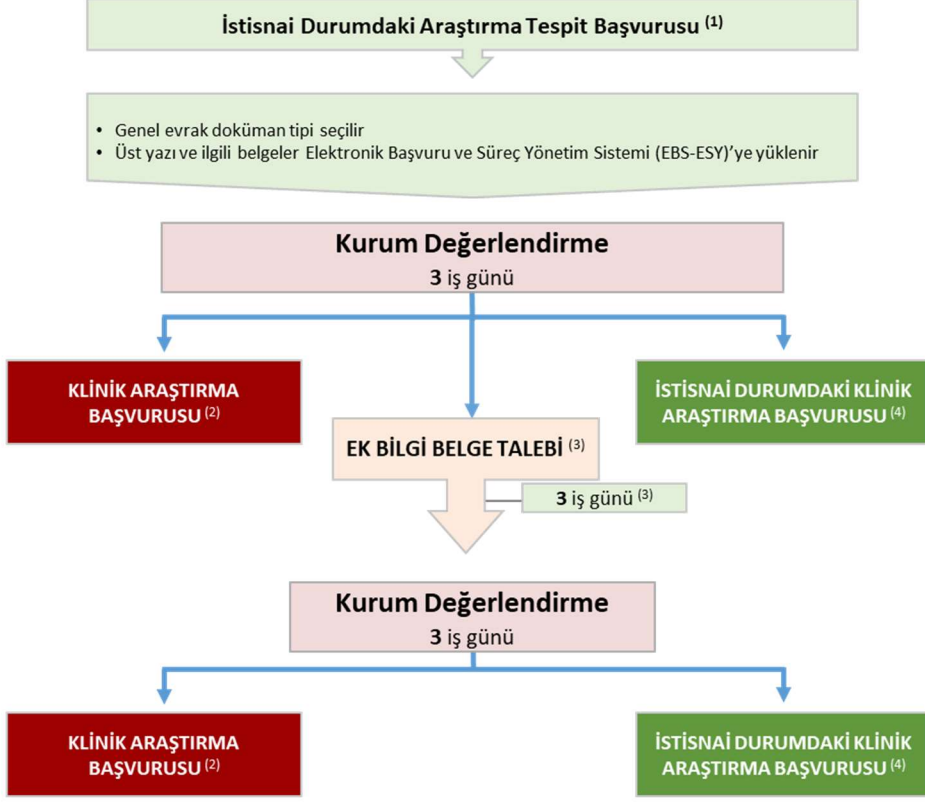 İstisnai Durumdaki Araştırma Tespit Başvurusu (1)
• Genel evrak doküman tipi seçilir
• Üst yazı ve ilgili belgeler Elektronik Başvuru ve Süreç Yönetim Sistemi (EBS-ESY)’ye yüklenir
Kurum Değerlendirme
3 iş günü
KLİNİK ARAŞTIRMA
BAŞVURUSU (2)
İSTİSNAİ DURUMDAKİ KLİNİK
ARAŞTIRMA BAŞVURUSU (4)
EK BİLGİ BELGE TALEBİ (3)
3 iş günü (3)
Kurum Değerlendirme
3 iş günü
KLİNİK ARAŞTIRMA
BAŞVURUSU (2)
İSTİSNAİ DURUMDAKİ KLİNİK
ARAŞTIRMA BAŞVURUSU (4)